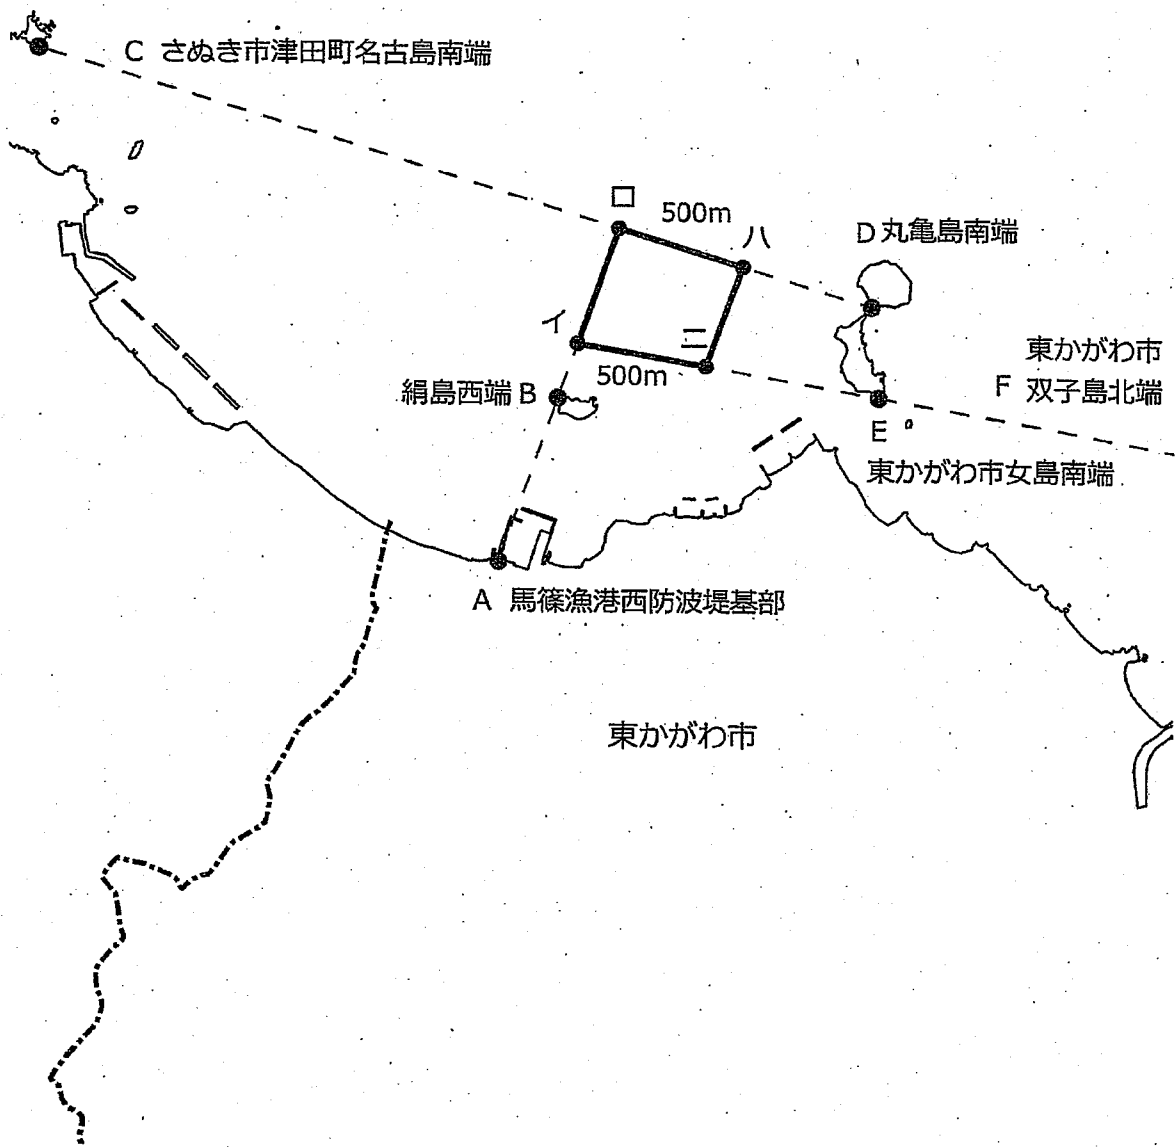 C さぬき市津田町名古島南端
ロ
500m
ハ
D 丸亀島南端
イ
ニ
500m
東かがわ市
F 双子島北端
絹島西端 B
E
東かがわ市女島南端
A 馬篠漁港西防波堤基部
東かがわ市